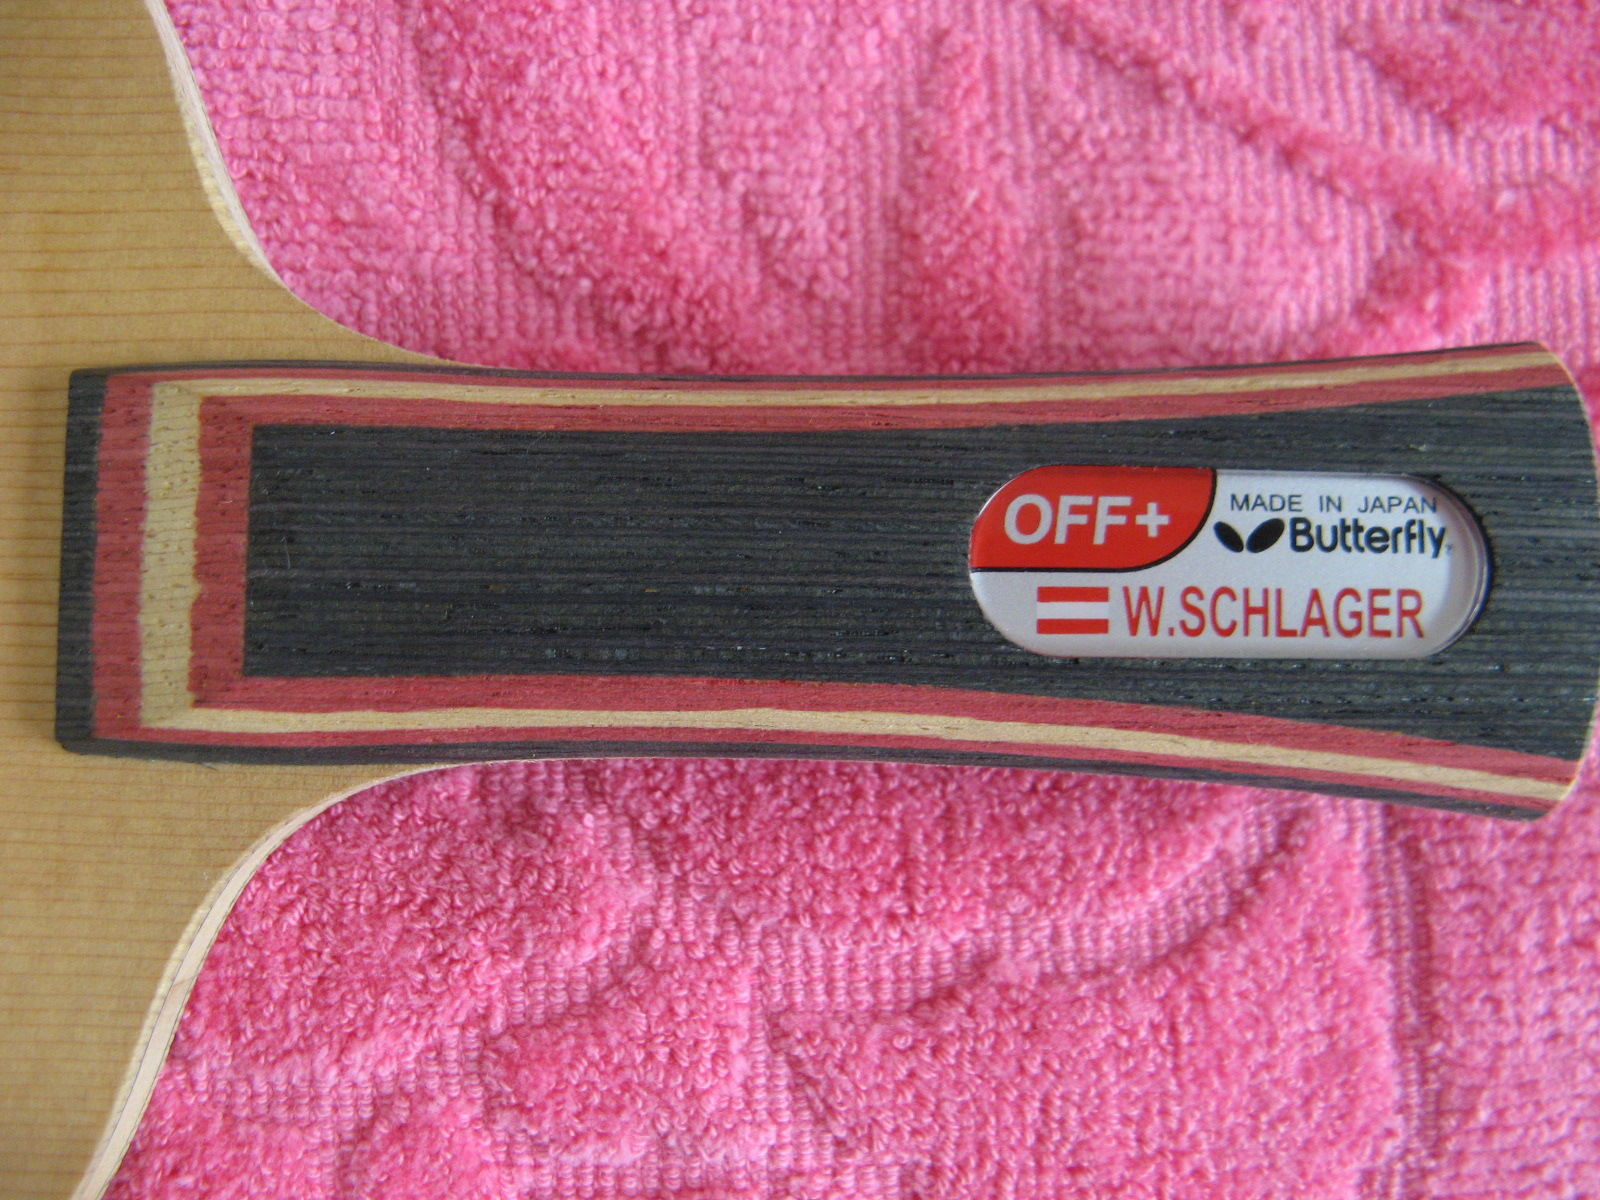 OFF+
MADE IN JAPAN
Butterfly
W.SCHLAGER